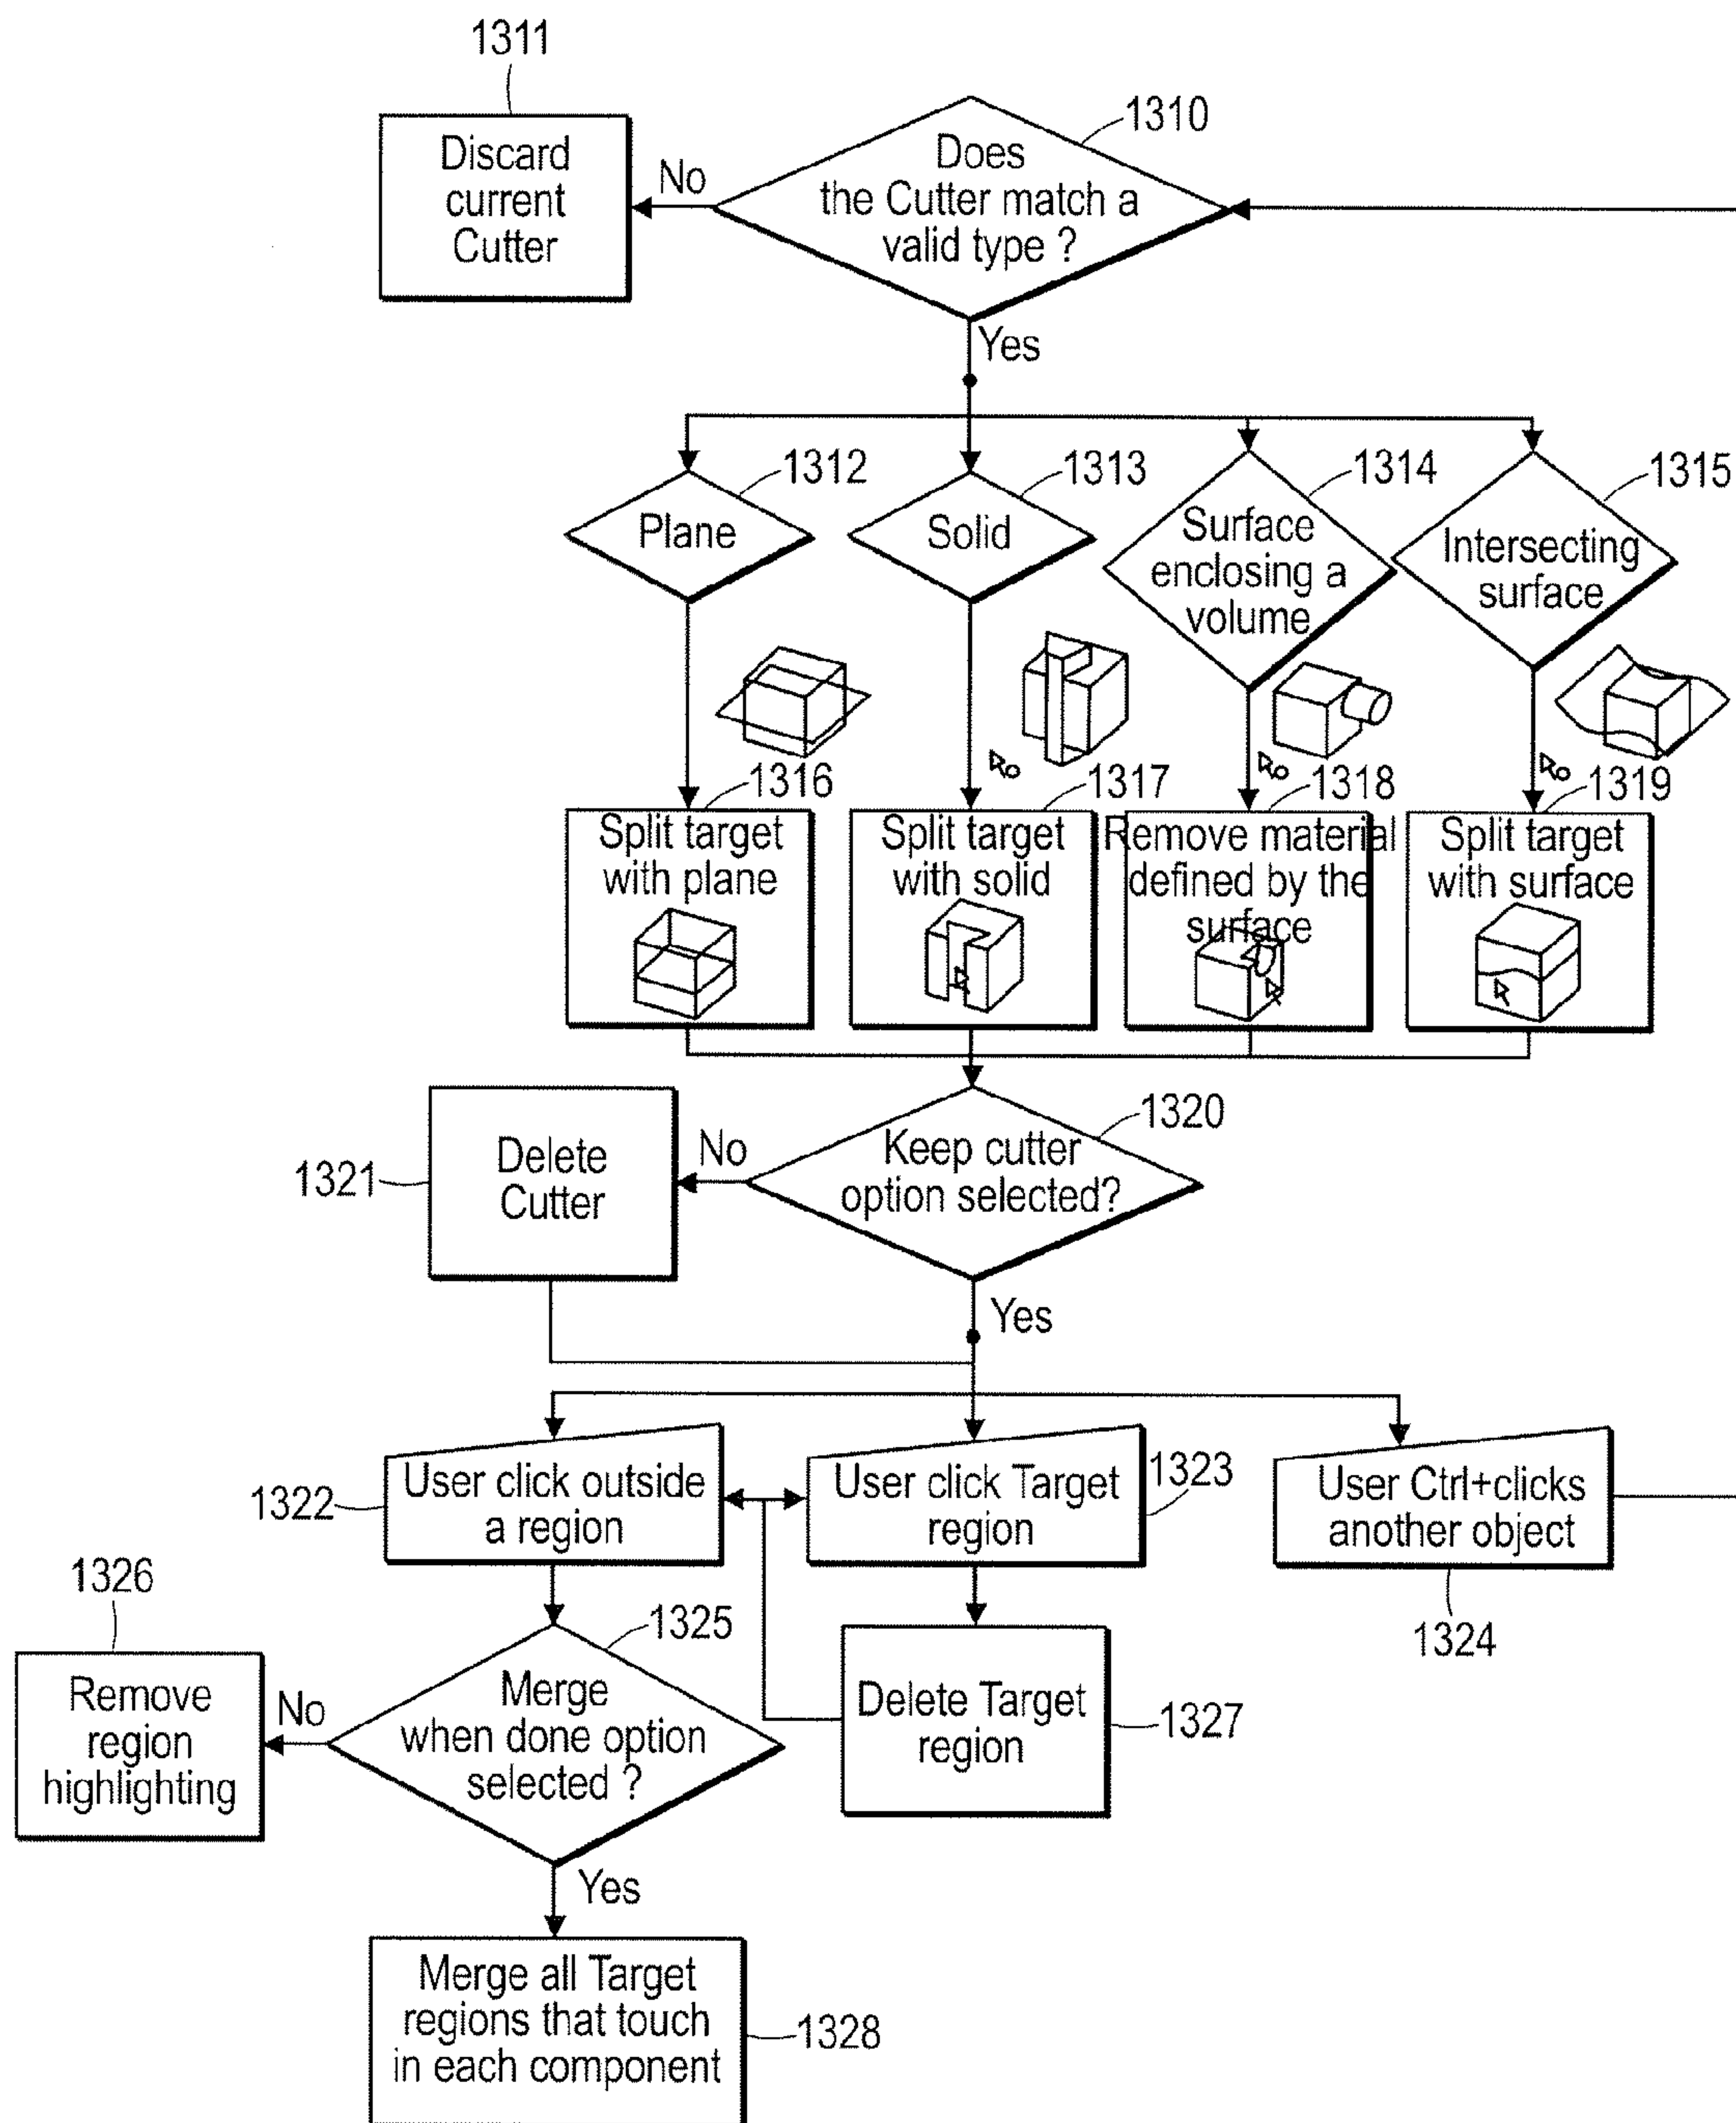 1311
Discard
current
Cutter
No
1310
Does
the Cutter match a
valid type ?
Yes
1312
Plane
1313
Solid
1314
Surface
enclosing a
volume
1315
Intersecting
surface
1316
Split target
with plane
1317
Split target
with solid
1318
Remove material
defined by the
surface
1319
Split target
with surface
1320
Keep cutter
option selected?
No
1321
Delete
Cutter
Yes
1322
User click outside
a region
1323
User click Target
region
User Ctrl+clicks
another object
1324
1325
Merge
when done option
selected ?
No
1326
Remove
region
highlighting
Delete Target
region
1327
Yes
Merge all Target
regions that touch
in each component
1328